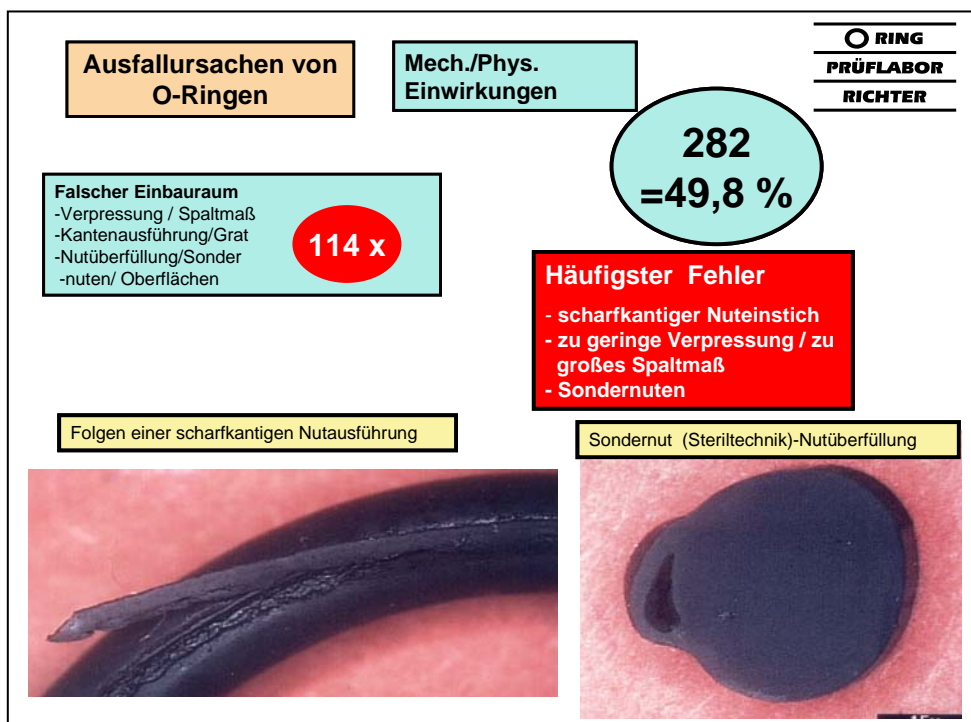 Ausfallursachen von
O-Ringen
Mech./Phys.
Einwirkungen
O RING
PRÜFLABOR
RICHTER
282
=49,8 %
Falscher Einbauraum
-Verpressung / Spaltmaß
-Kantenausführung/Grat
-Nutüberfüllung/Sonder
-nuten/ Oberflächen
114 x
Häufigster Fehler
- scharfkantiger Nuteinstich
- zu geringe Verpressung / zu
großes Spaltmaß
- Sondernuten
Folgen einer scharfkantigen Nutausführung
Sondernut (Steriltechnik)-Nutüberfüllung